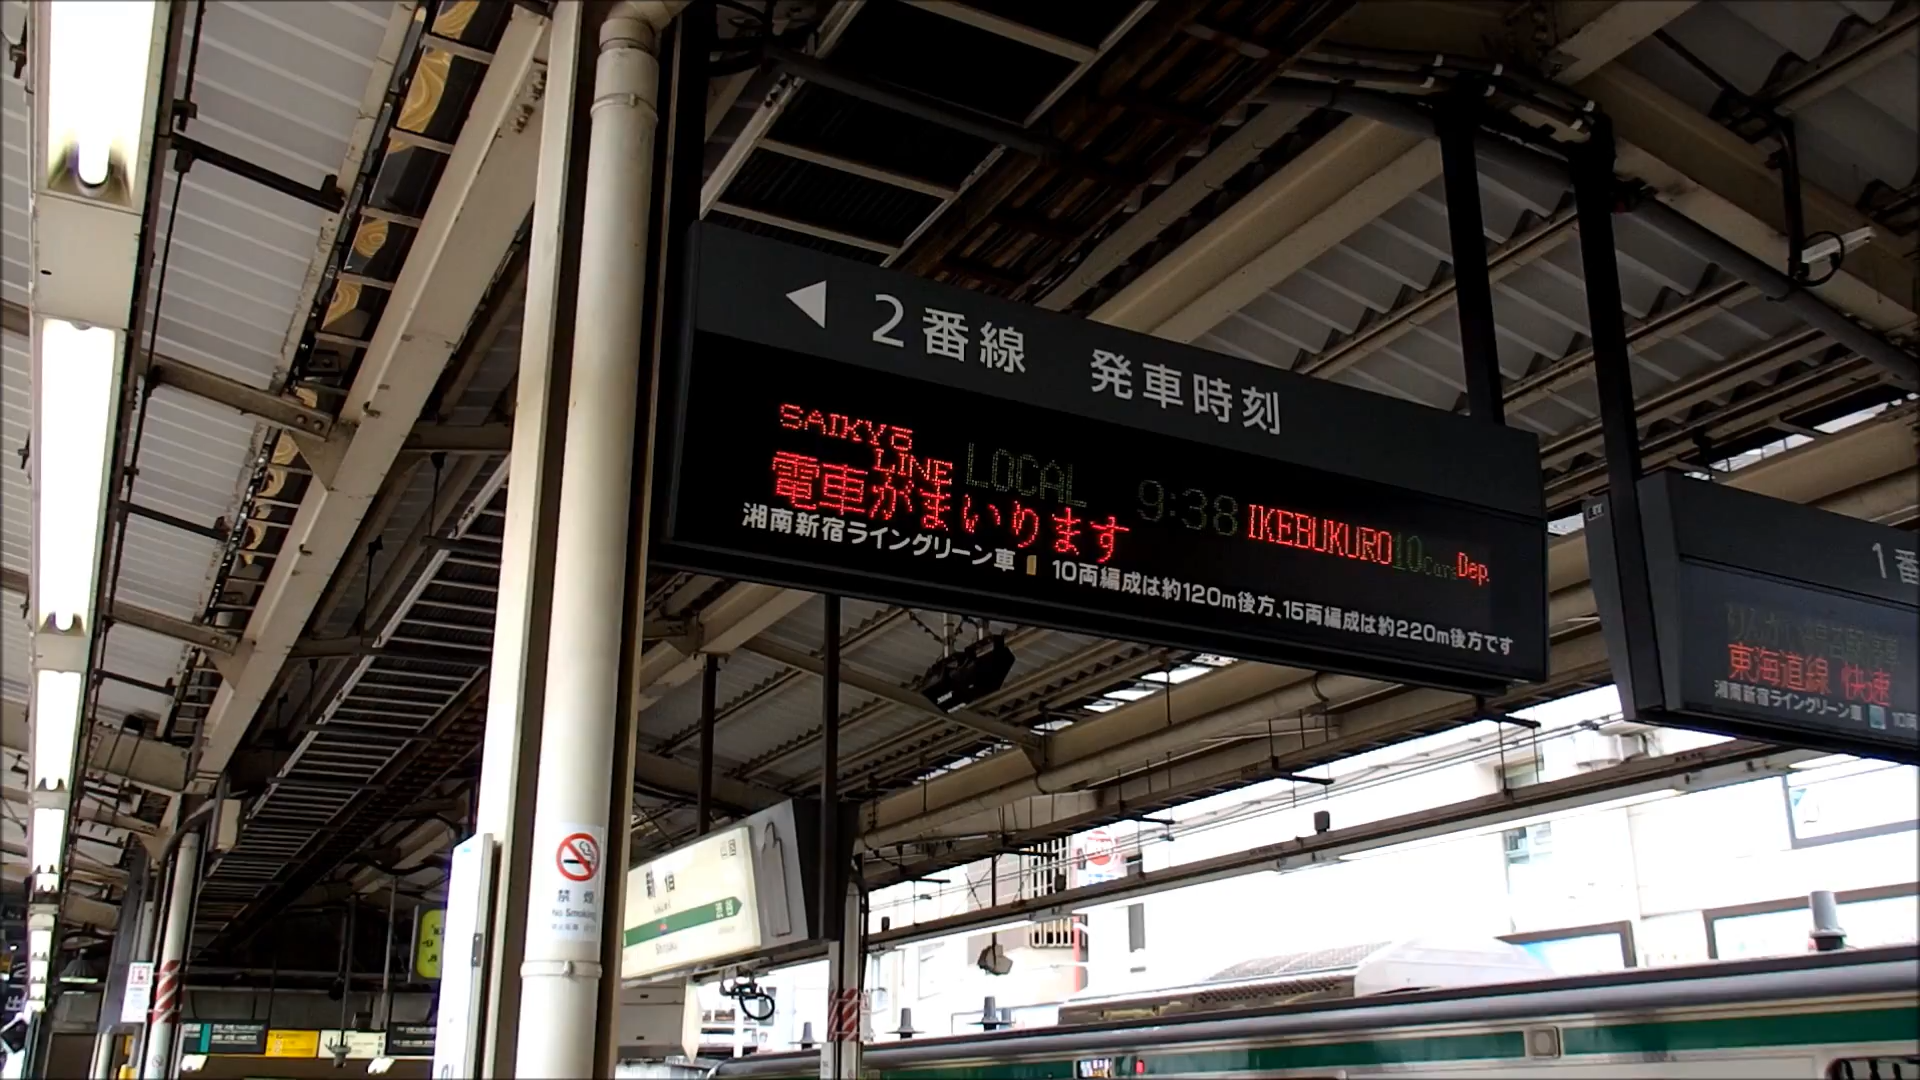 2番線 発車時刻
SAIKYŌ LINE LOCAL 9:38 IKEBUKURO 10Cars Dep.
電車がまいります
湘南新宿ライングリーン車 10両編成は約120m後方、15両編成は約220m後方です
1番
東海道線 快速
湘南新宿ライングリーン車 10両
禁煙
No Smoking